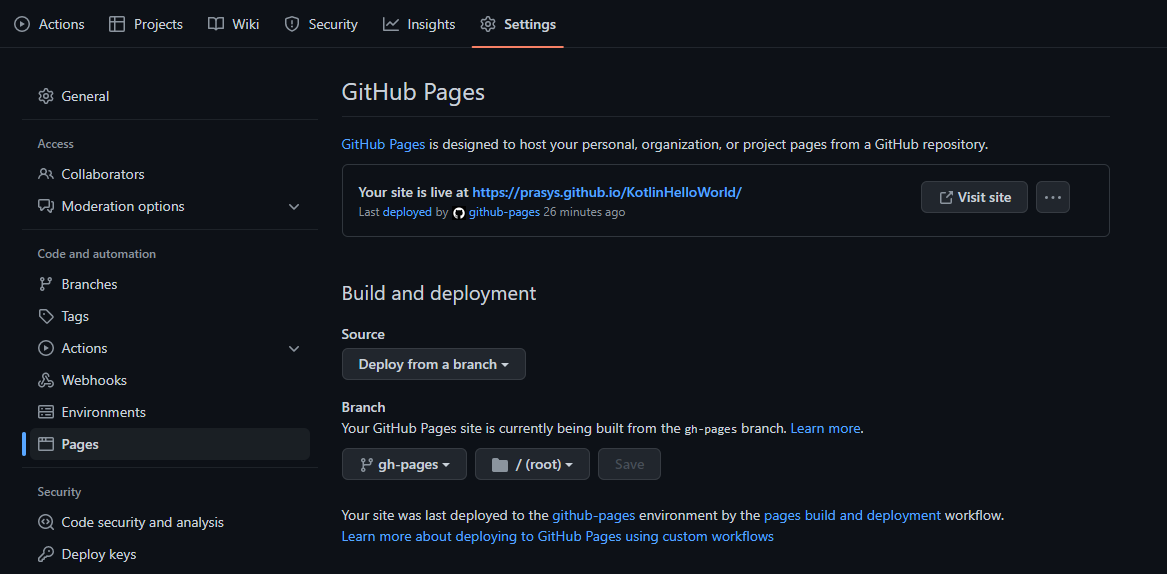 Actions Projects Wiki Security Insights Settings
General
Access
Collaborators
Moderation options
Code and automation
Branches
Tags
Actions
Webhooks
Environments
Pages
Security
Code security and analysis
Deploy keys
GitHub Pages
GitHub Pages is designed to host your personal, organization, or project pages from a GitHub repository.
Your site is live at https://prasys.github.io/KotlinHelloWorld/
Last deployed by github-pages 26 minutes ago
Visit site
Build and deployment
Source
Deploy from a branch
Branch
Your GitHub Pages site is currently being built from the gh-pages branch. Learn more.
gh-pages / (root) Save
Your site was last deployed to the github-pages environment by the pages build and deployment workflow.
Learn more about deploying to GitHub Pages using custom workflows